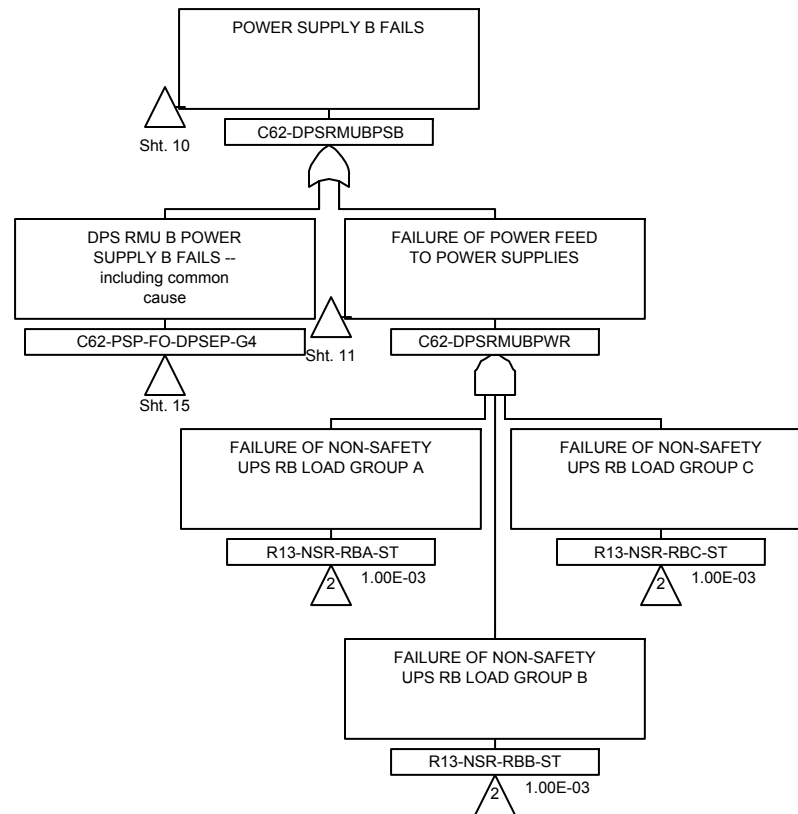 POWER SUPPLY B FAILS
Sht. 10
C62-DPSRMUBPSB
DPS RMU B POWER
SUPPLY B FAILS --
including common
cause
C62-PSP-FO-DPSEP-G4
Sht. 15
FAILURE OF POWER FEED
TO POWER SUPPLIES
Sht. 11
C62-DPSRMUBPWR
FAILURE OF NON-SAFETY
UPS RB LOAD GROUP A
R13-NSR-RBA-ST
2
1.00E-03
FAILURE OF NON-SAFETY
UPS RB LOAD GROUP C
R13-NSR-RBC-ST
2
1.00E-03
FAILURE OF NON-SAFETY
UPS RB LOAD GROUP B
R13-NSR-RBB-ST
2
1.00E-03